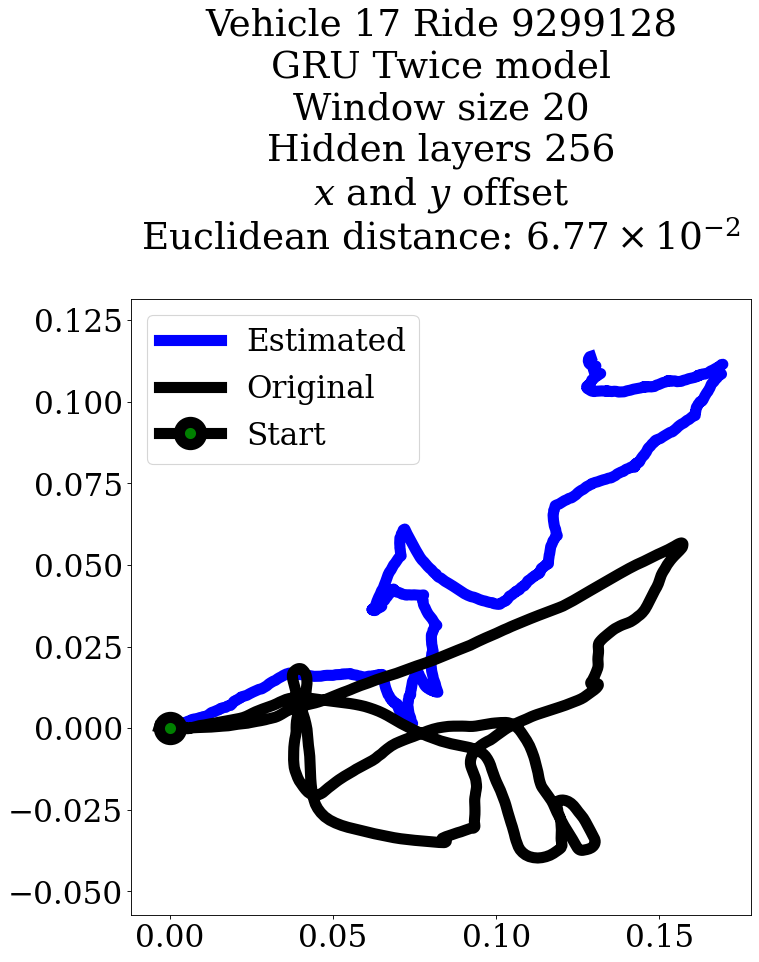 Vehicle 17 Ride 9299128
GRU Twice model
Window size 20
Hidden layers 256
x and y offset
Euclidean distance: 6.77 × 10⁻²
Estimated
Original
Start
0.125
0.100
0.075
0.050
0.025
0.000
−0.025
−0.050
0.00 0.05 0.10 0.15